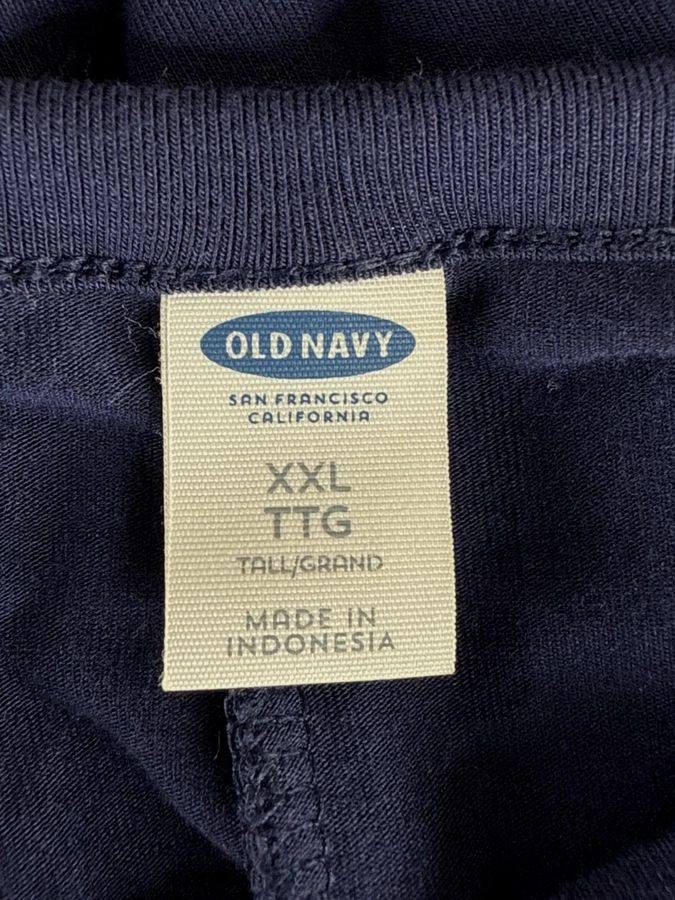 OLD NAVY
SAN FRANCISCO
CALIFORNIA
XXL
TTG
TALL/GRAND
MADE IN
INDONESIA